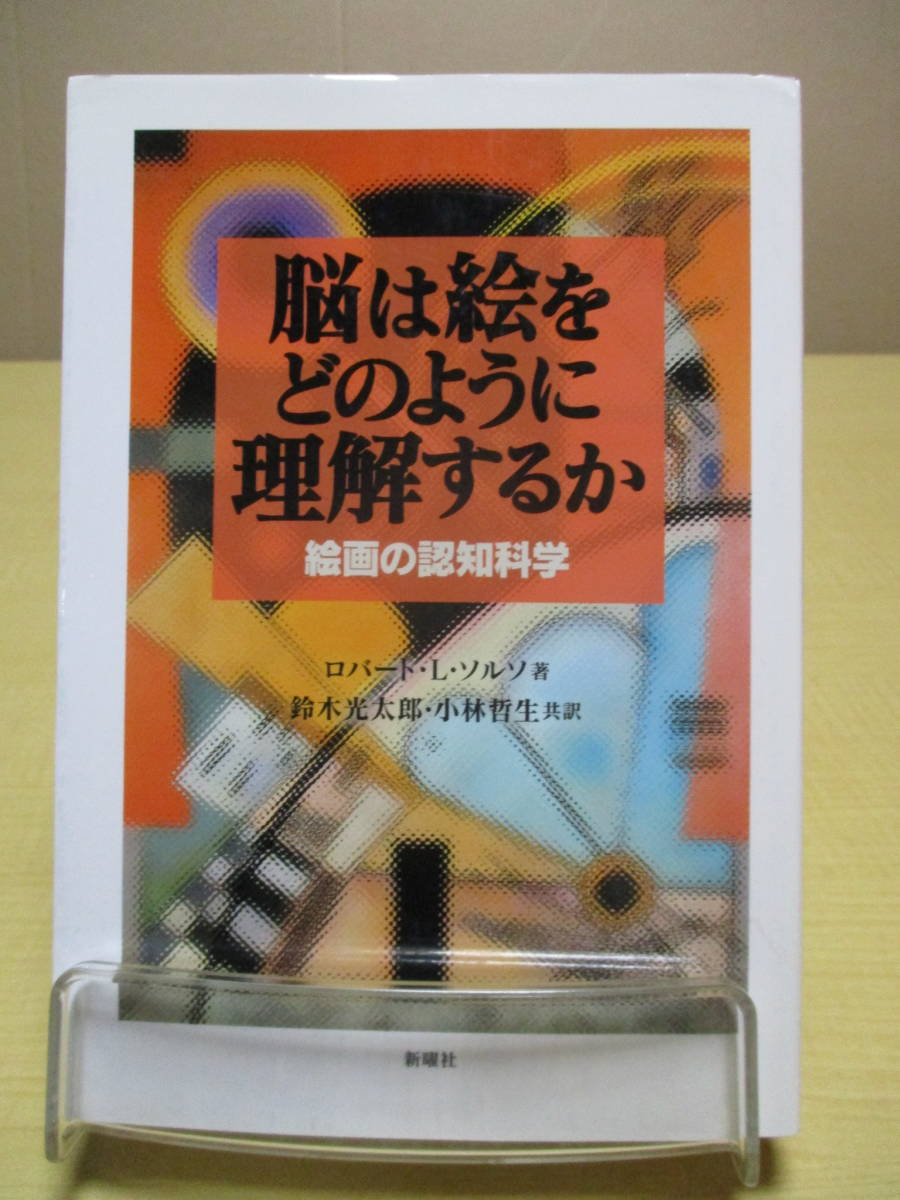 脳は絵を
どのように
理解するか
絵画の認知科学
ロバート・L・ソルソ著
鈴木光太郎・小林哲生共訳
新曜社